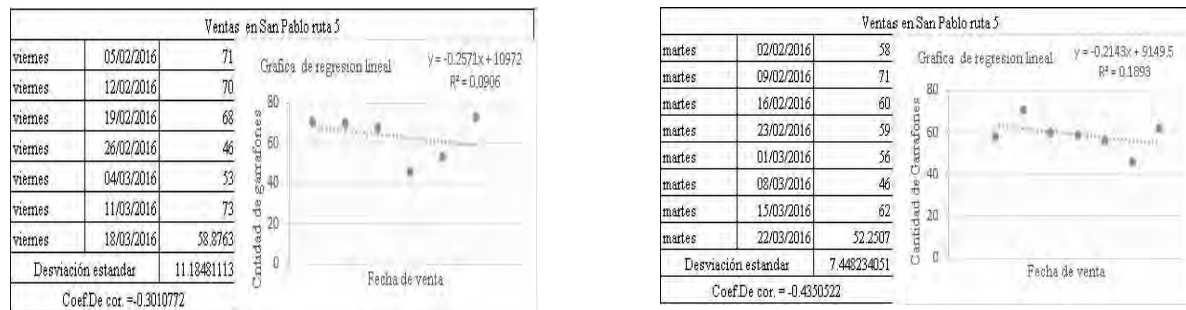 Ventas en San Pablo ruta 5
viernes 05/02/2016 71
viernes 12/02/2016 70
viernes 19/02/2016 68
viernes 26/02/2016 46
viernes 04/03/2016 53
viernes 11/03/2016 73
viernes 18/03/2016 58.8763
Desviación estandar 11.18481113
Coef.De cor. =-0.3010772
Grafica de regresion lineal
y = -0.2571x + 10972
R² = 0.0906
Cntidad de garrafones
80
60
40
20
0
Fecha de venta
Ventas en San Pablo ruta 5
martes 02/02/2016 58
martes 09/02/2016 71
martes 16/02/2016 60
martes 23/02/2016 59
martes 01/03/2016 56
martes 08/03/2016 46
martes 15/03/2016 62
martes 22/03/2016 52.2507
Desviación estandar 7.448234051
Coef.De cor. = -0.4350522
Grafica de regresion lineal
y = -0.2143x + 9149.5
R² = 0.1893
Cantidad de Garrafones
80
60
40
20
0
Fecha de venta